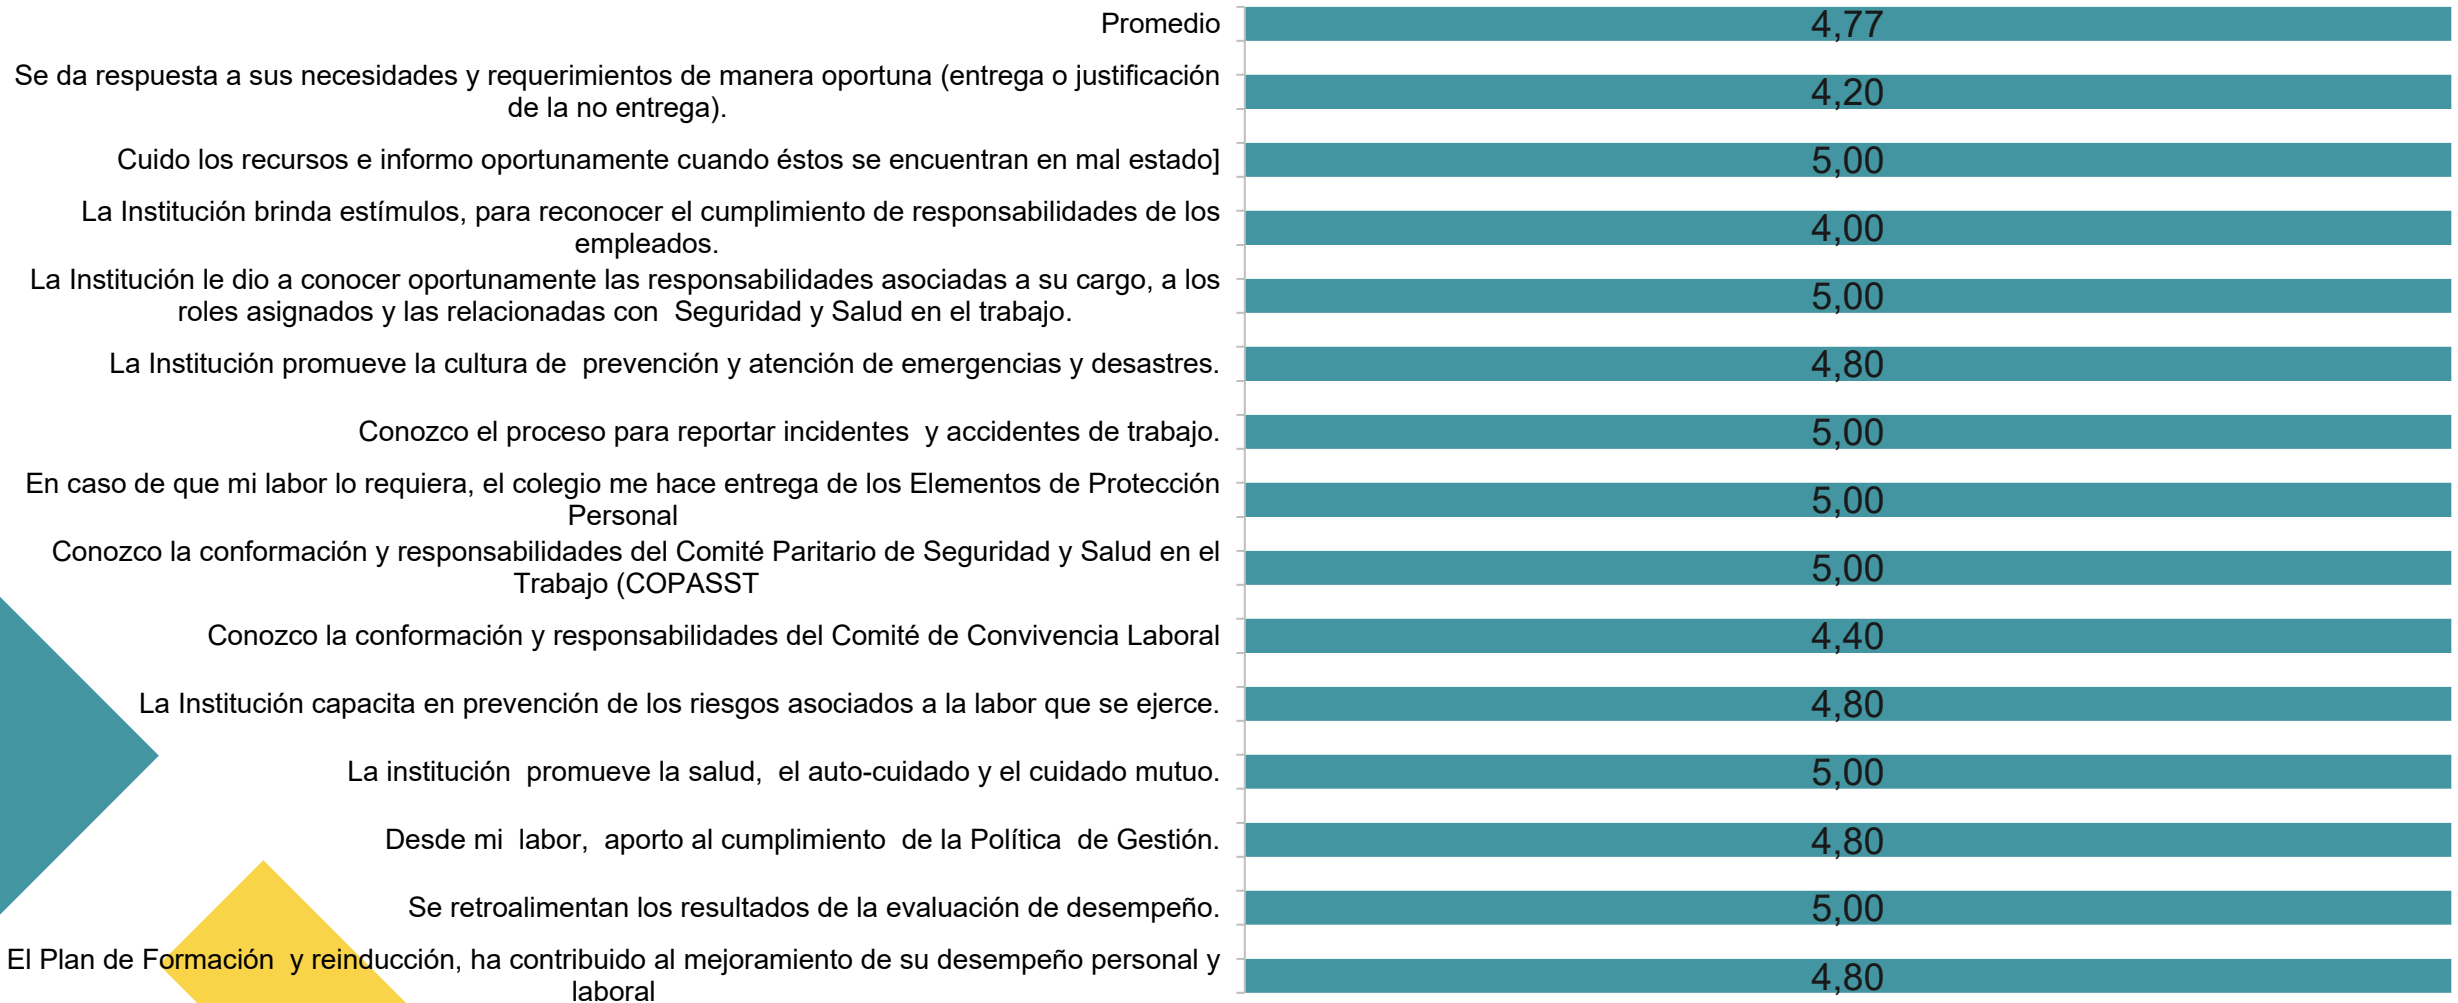 Promedio 4,77
Se da respuesta a sus necesidades y requerimientos de manera oportuna (entrega o justificación
de la no entrega). 4,20
Cuido los recursos e informo oportunamente cuando éstos se encuentran en mal estado] 5,00
La Institución brinda estímulos, para reconocer el cumplimiento de responsabilidades de los
empleados. 4,00
La Institución le dio a conocer oportunamente las responsabilidades asociadas a su cargo, a los
roles asignados y las relacionadas con  Seguridad y Salud en el trabajo. 5,00
La Institución promueve la cultura de  prevención y atención de emergencias y desastres. 4,80
Conozco el proceso para reportar incidentes  y accidentes de trabajo. 5,00
En caso de que mi labor lo requiera, el colegio me hace entrega de los Elementos de Protección
Personal 5,00
Conozco la conformación y responsabilidades del Comité Paritario de Seguridad y Salud en el
Trabajo (COPASST 5,00
Conozco la conformación y responsabilidades del Comité de Convivencia Laboral 4,40
La Institución capacita en prevención de los riesgos asociados a la labor que se ejerce. 4,80
La institución  promueve la salud,  el auto-cuidado y el cuidado mutuo. 5,00
Desde mi  labor,  aporto al cumplimiento  de la Política  de Gestión. 4,80
Se retroalimentan los resultados de la evaluación de desempeño. 5,00
El Plan de Formación  y reinducción, ha contribuido al mejoramiento de su desempeño personal y
laboral 4,80